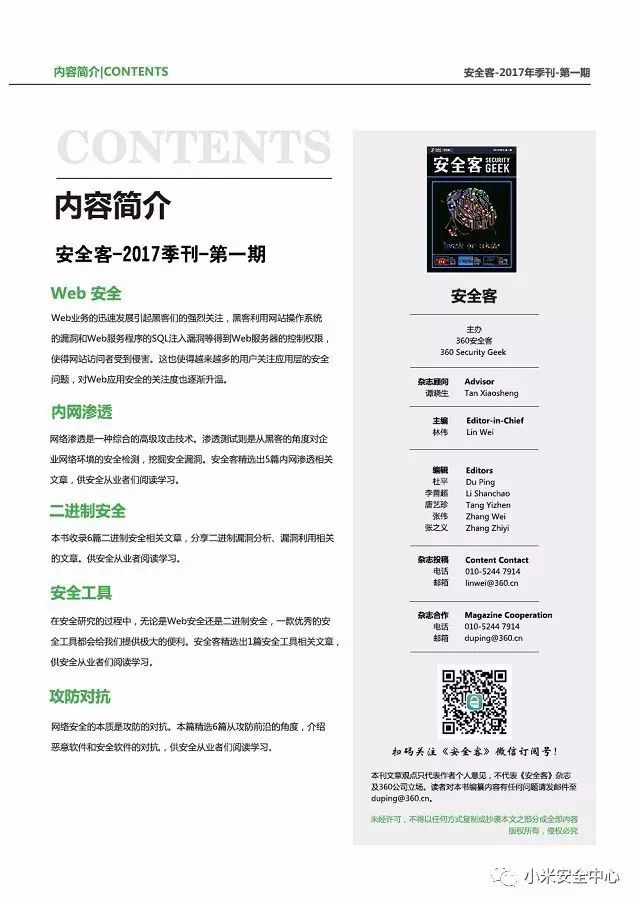 内容简介|CONTENTS
安全客-2017年季刊-第一期
CONTENTS
内容简介
安全客-2017季刊-第一期
Web 安全
Web业务的迅速发展引起黑客们的强烈关注，黑客利用网站操作系统
的漏洞和Web服务程序的SQL注入漏洞等得到Web服务器的控制权限，
使得网站访问者受到侵害。这也使得越来越多的用户关注应用层的安全
问题，对Web应用安全的关注度也逐渐升温。
内网渗透
网络渗透是一种综合的高级攻击技术。渗透测试则是从黑客的角度对企
业网络环境的安全检测，挖掘安全漏洞。安全客精选出5篇内网渗透相关
文章，供安全从业者们阅读学习。
二进制安全
本书收录6篇二进制安全相关文章，分享二进制漏洞分析、漏洞利用相关
的文章。供安全从业者阅读学习。
安全工具
在安全研究的过程中，无论是Web安全还是二进制安全，一款优秀的安
全工具都会给我们提供极大的便利。安全客精选出1篇安全工具相关文章，
供安全从业者们阅读学习。
攻防对抗
网络安全的本质是攻防的对抗。本篇精选6篇从攻防前沿的角度，介绍
恶意软件和安全软件的对抗,，供安全从业者们阅读学习。
安全客 SECURITY GEEK
black or white
安全客
主办
360安全客
360 Security Geek
杂志顾问 Advisor
谭晓生 Tan Xiaosheng
主编 Editor-in-Chief
林伟 Lin Wei
编辑 Editors
杜平 Du Ping
李善超 Li Shanchao
唐艺珍 Tang Yizhen
张伟 Zhang Wei
张之义 Zhang Zhiyi
杂志投稿 Content Contact
电话 010-5244 7914
邮箱 linwei@360.cn
杂志合作 Magazine Cooperation
电话 010-5244 7914
邮箱 duping@360.cn
扫码关注《安全客》微信订阅号！
本刊文章观点只代表作者个人意见，不代表《安全客》杂志
及360公司立场。读者对本书编纂内容有任何问题请发邮件至
duping@360.cn。
未经许可，不得以任何方式复制或抄袭本文之部分或全部内容
版权所有，侵权必究
小米安全中心